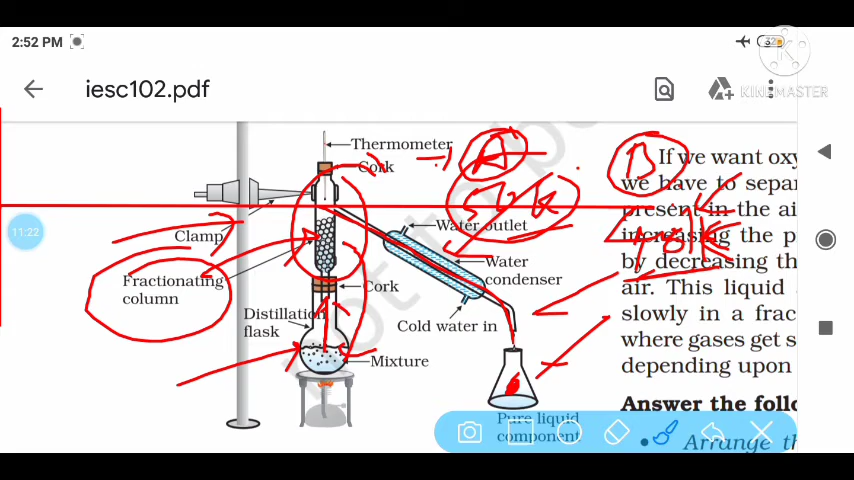 2:52 PM
32
iesc102.pdf
KINEMASTER
Thermometer
Cork
A
B
If we want oxy
we have to separ
present in the ai
increasing the p
by decreasing th
air. This liquid
slowly in a frac
where gases get s
depending upon
Answer the follo
Arrange th
Clamp
Water outlet
Water
condenser
Fractionating
column
Cork
Distillation
flask
Cold water in
Mixture
Pure liquid
component
11:22